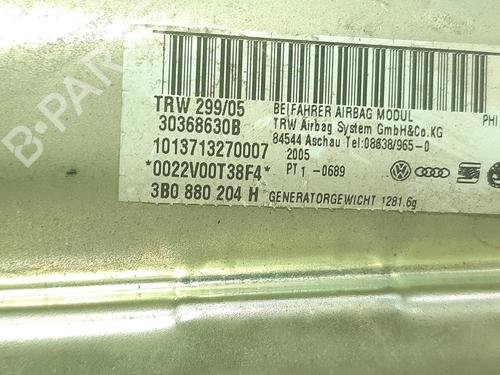 TRW 299/05
30368630B
1013713270007
*0022V00T38F4*
3B0 880 204 H
BEIFAHRER AIRBAG MODUL
TRW Airbag System GmbH&Co.KG
84544 Aschau Tel:08638/965-0
2005
PT1 -0689
GENERATORGEWICHT 1281.6g
PHI
B-PARTS